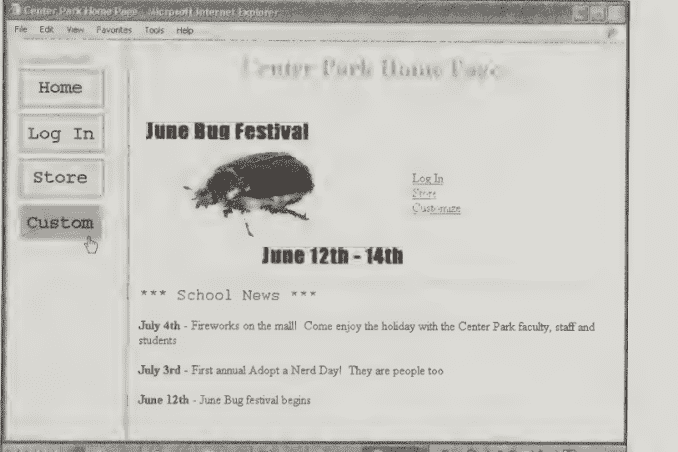 Center Park Home Page - Microsoft Internet Explorer
File Edit View Favorites Tools Help
Center Park Home Page
Home
Log In
Store
Custom
June Bug Festival
June 12th - 14th
Log In
Store
Customize
*** School News ***
July 4th - Fireworks on the mall! Come enjoy the holiday with the Center Park faculty, staff and
students
July 3rd - First annual Adopt a Nerd Day! They are people too
June 12th - June Bug festival begins